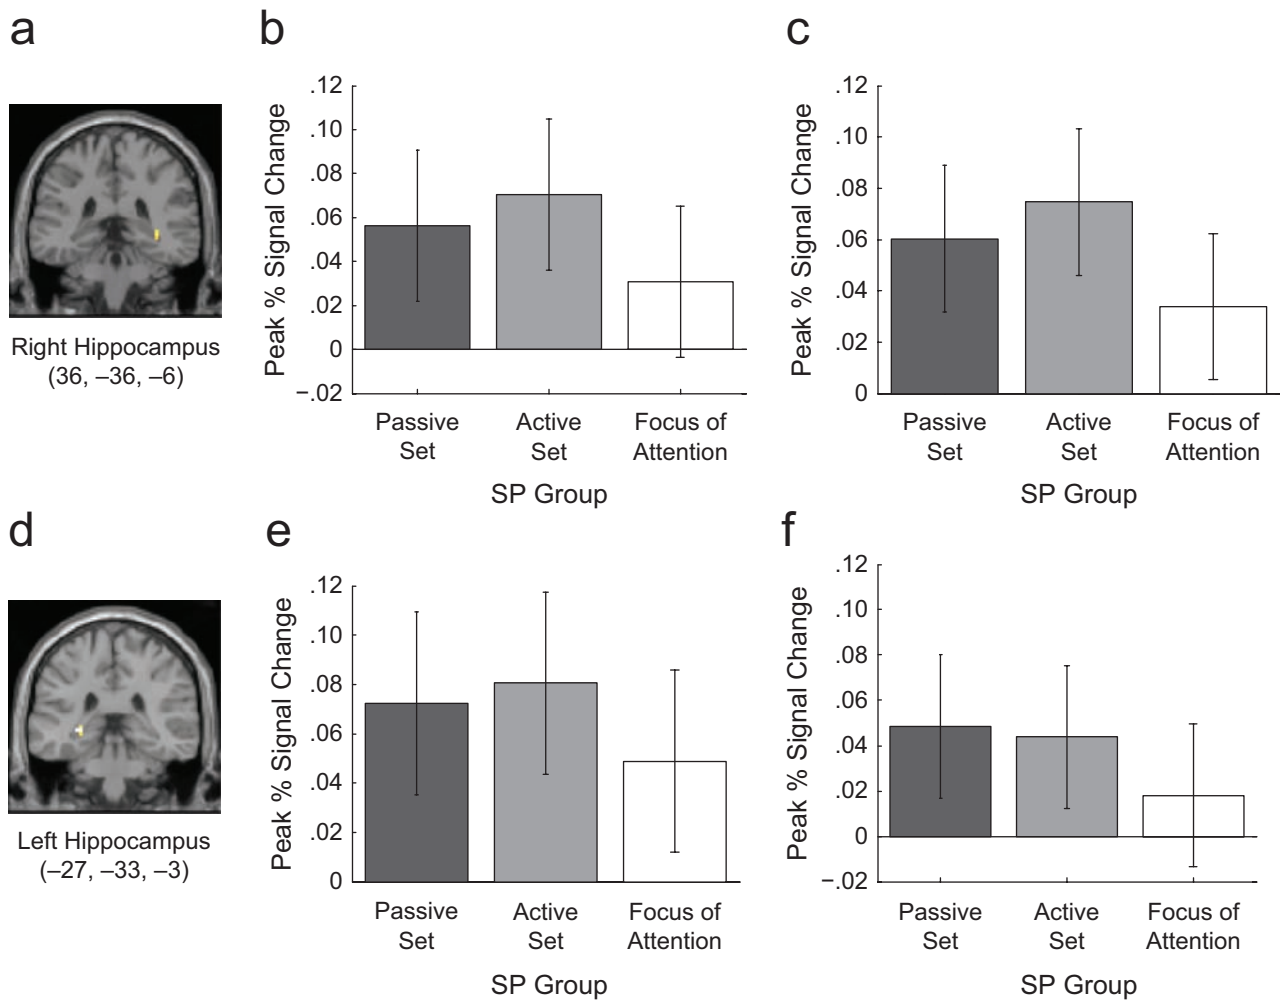 a
b
c
Right Hippocampus
(36, –36, –6)
Peak % Signal Change
.12
.10
.08
.06
.04
.02
0
–.02
Passive Set
Active Set
Focus of Attention
SP Group
Peak % Signal Change
.12
.10
.08
.06
.04
.02
0
Passive Set
Active Set
Focus of Attention
SP Group
d
e
f
Left Hippocampus
(–27, –33, –3)
Peak % Signal Change
.12
.10
.08
.06
.04
.02
0
Passive Set
Active Set
Focus of Attention
SP Group
Peak % Signal Change
.12
.10
.08
.06
.04
.02
0
–.02
Passive Set
Active Set
Focus of Attention
SP Group